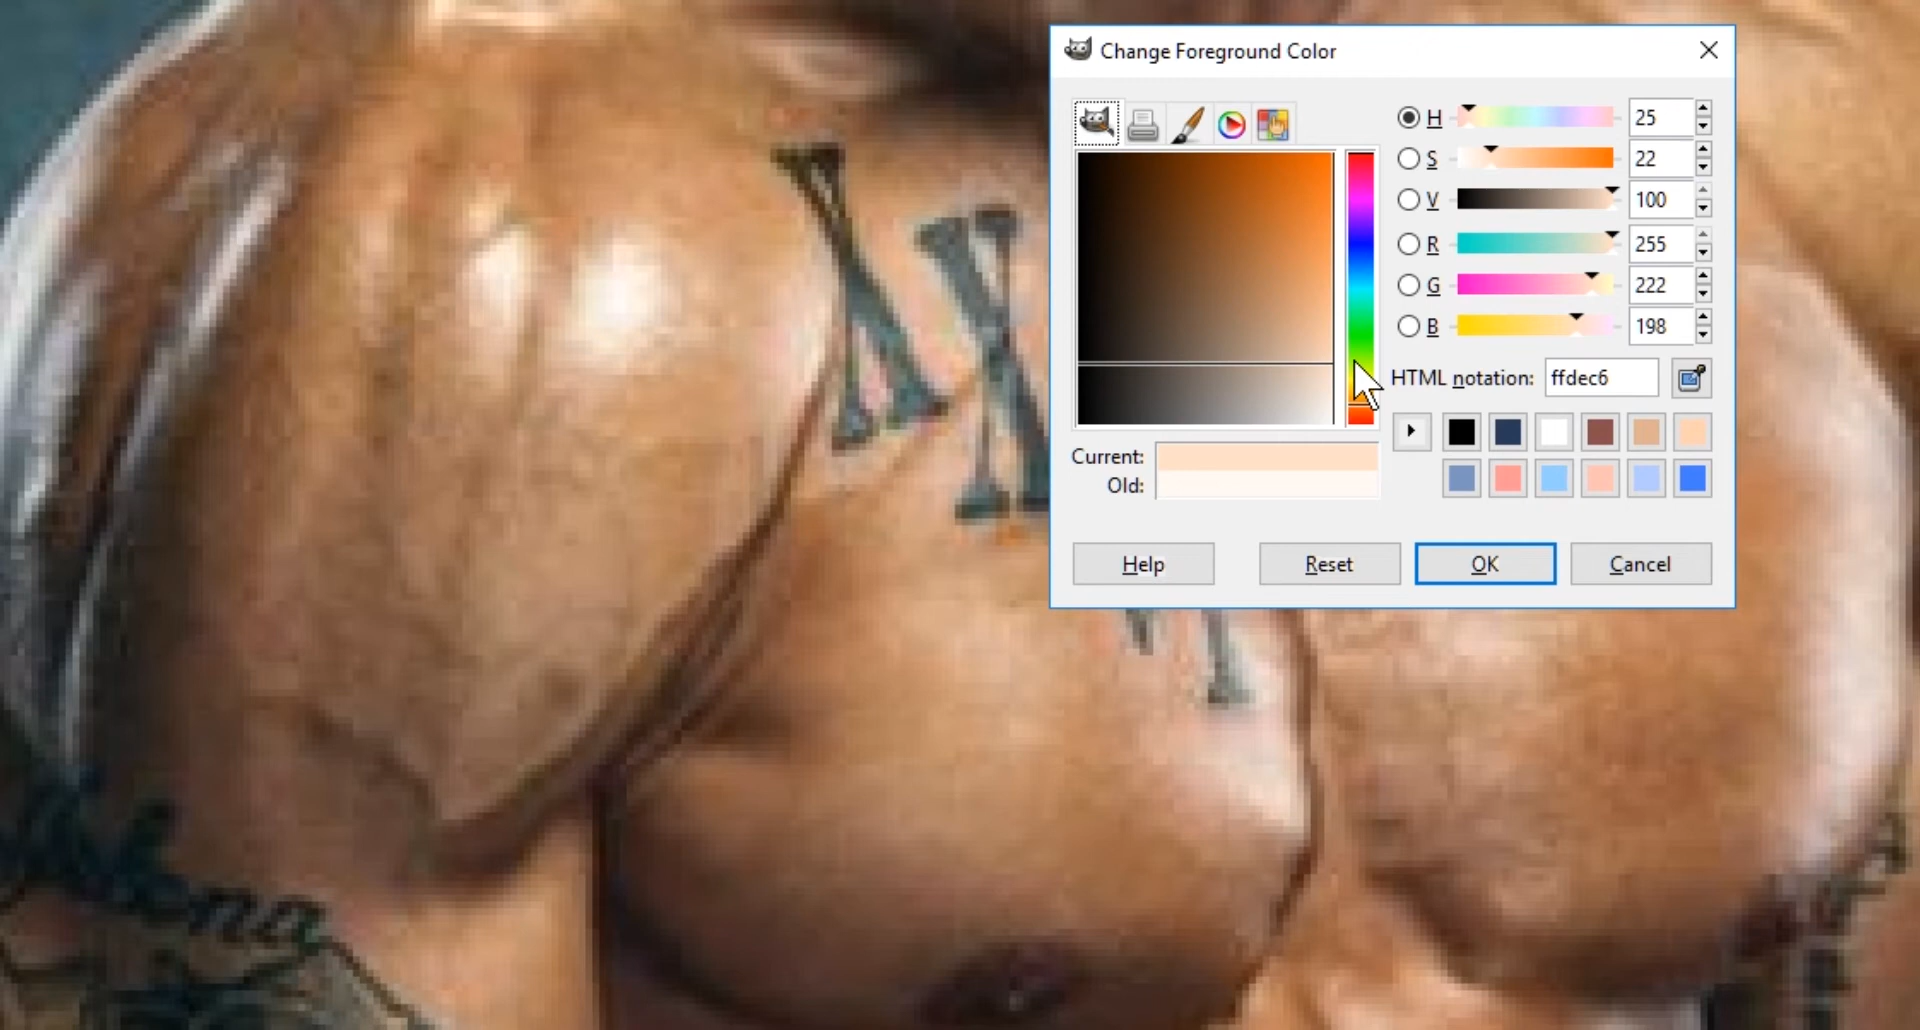 Change Foreground Color
H 25
S 22
V 100
R 255
G 222
B 198
HTML notation: ffdec6
Current:
Old:
Help Reset OK Cancel